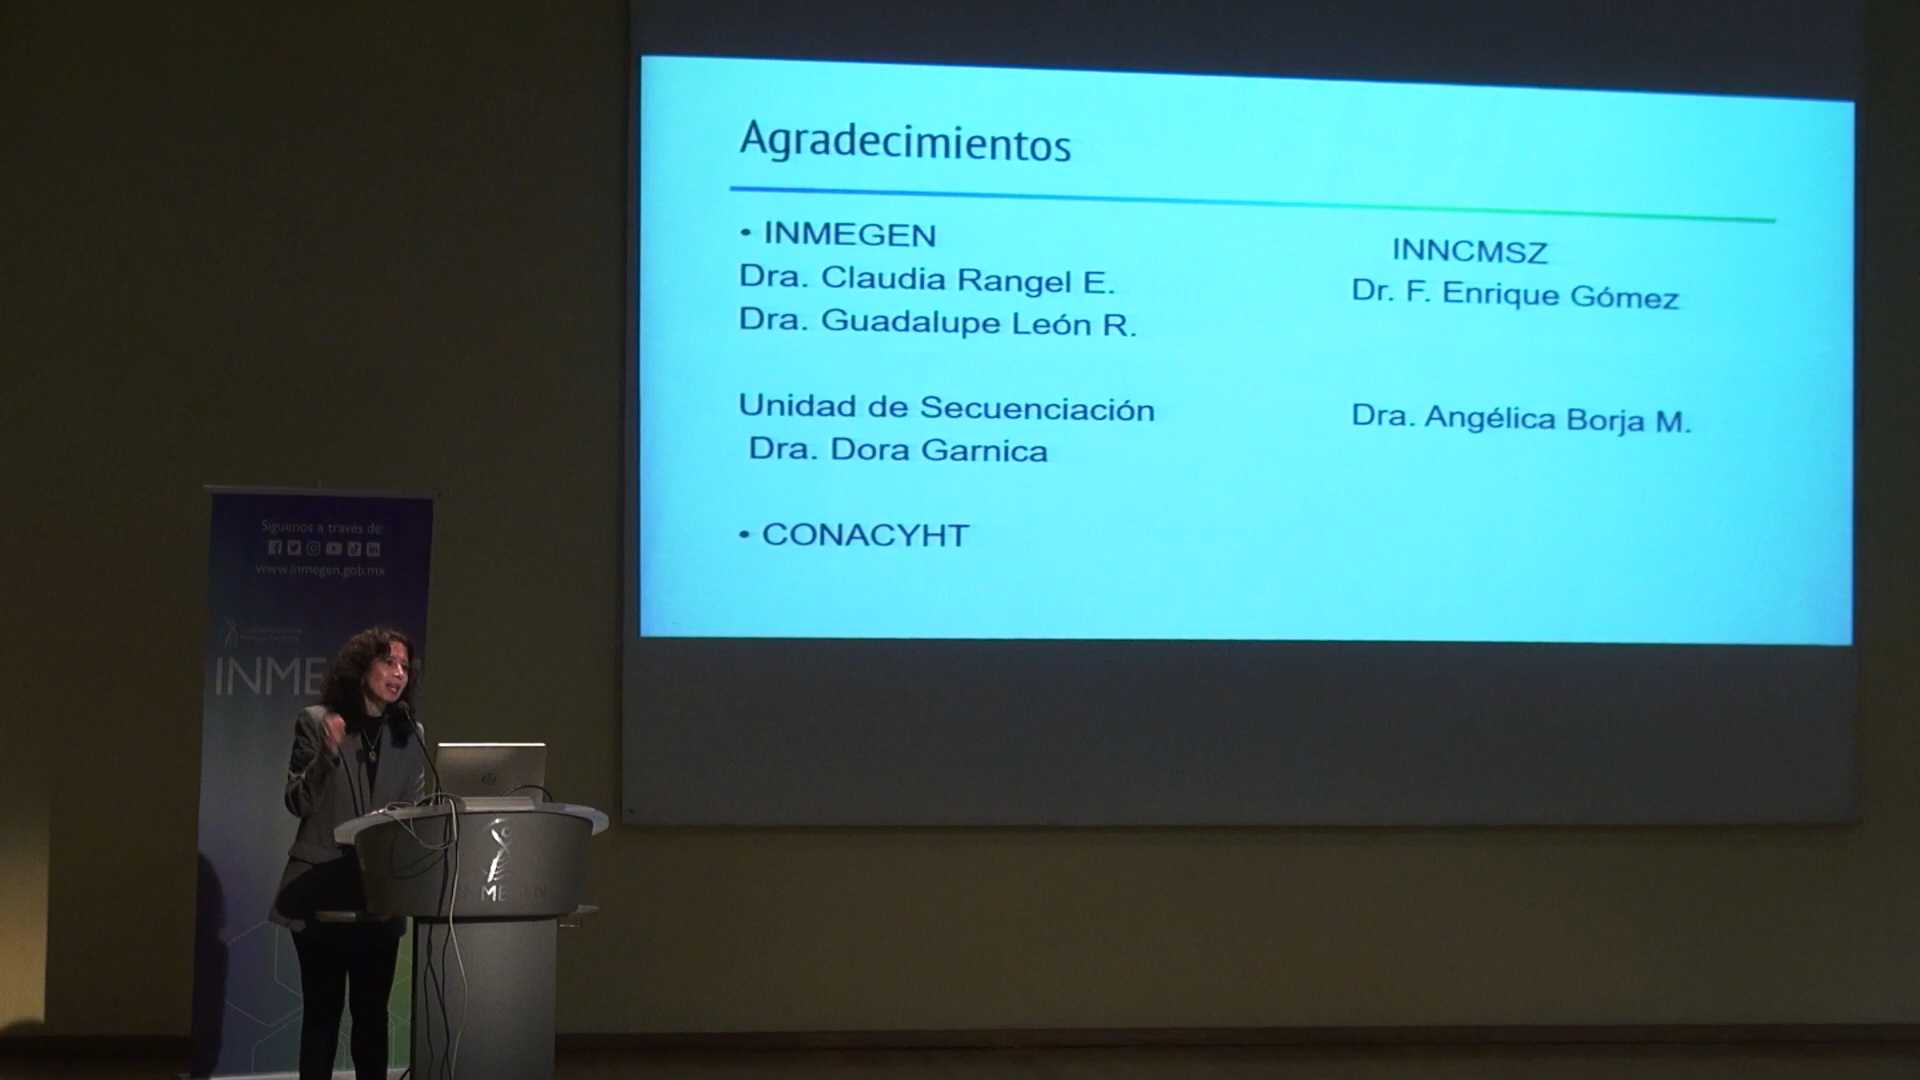 Agradecimientos
• INMEGEN
Dra. Claudia Rangel E.
Dra. Guadalupe León R.
Unidad de Secuenciación
Dra. Dora Garnica
• CONACYHT
INNCMSZ
Dr. F. Enrique Gómez
Dra. Angélica Borja M.
Síguenos a través de:
www.inmegen.gob.mx
INME
INMEGEN